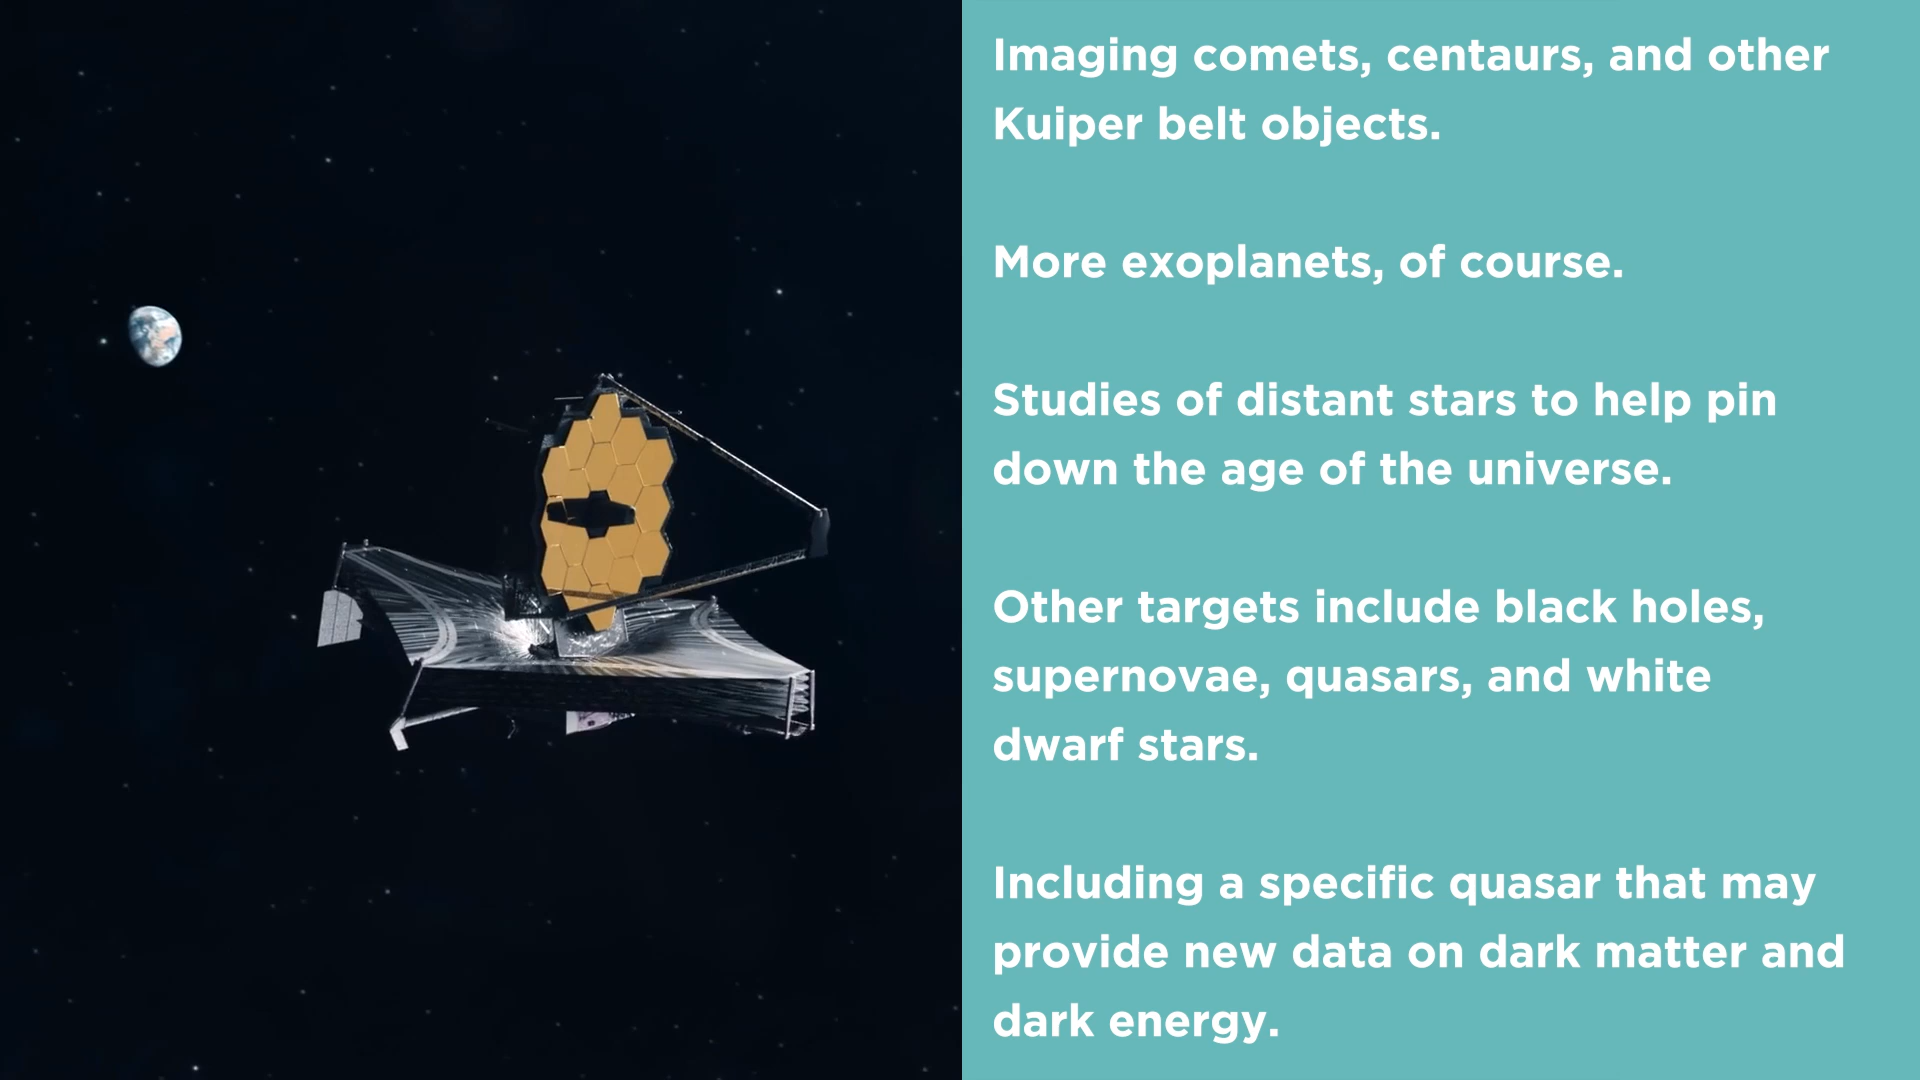 Imaging comets, centaurs, and other
Kuiper belt objects.
More exoplanets, of course.
Studies of distant stars to help pin
down the age of the universe.
Other targets include black holes,
supernovae, quasars, and white
dwarf stars.
Including a specific quasar that may
provide new data on dark matter and
dark energy.